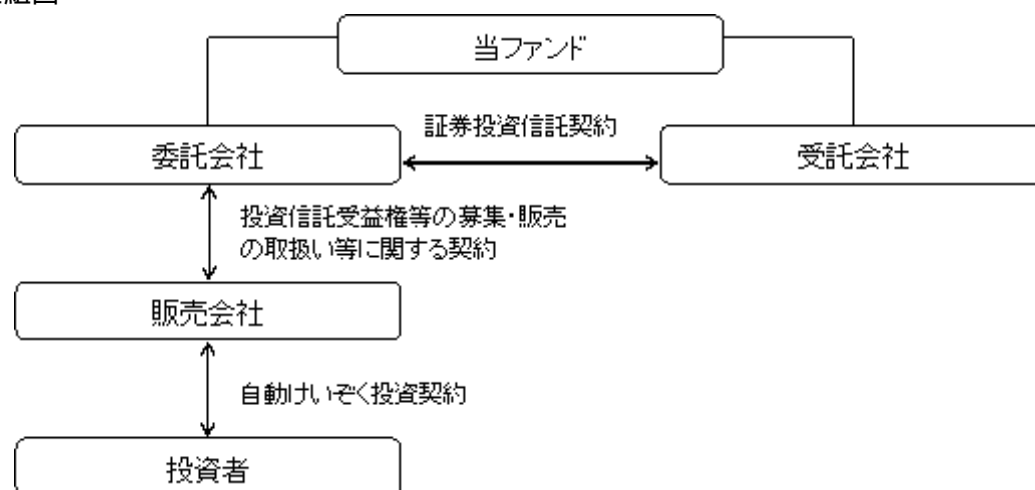 当ファンド
証券投資信託契約
委託会社
受託会社
投資信託受益権等の募集・販売
の取扱い等に関する契約
販売会社
自動けいぞく投資契約
投資者